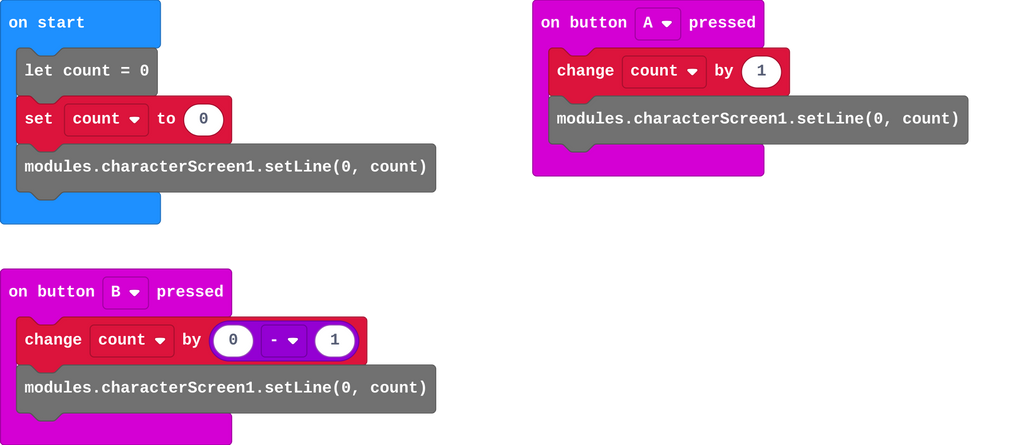 on start
let count = 0
set count to 0
modules.characterScreen1.setLine(0, count)
on button A pressed
change count by 1
modules.characterScreen1.setLine(0, count)
on button B pressed
change count by 0 - 1
modules.characterScreen1.setLine(0, count)